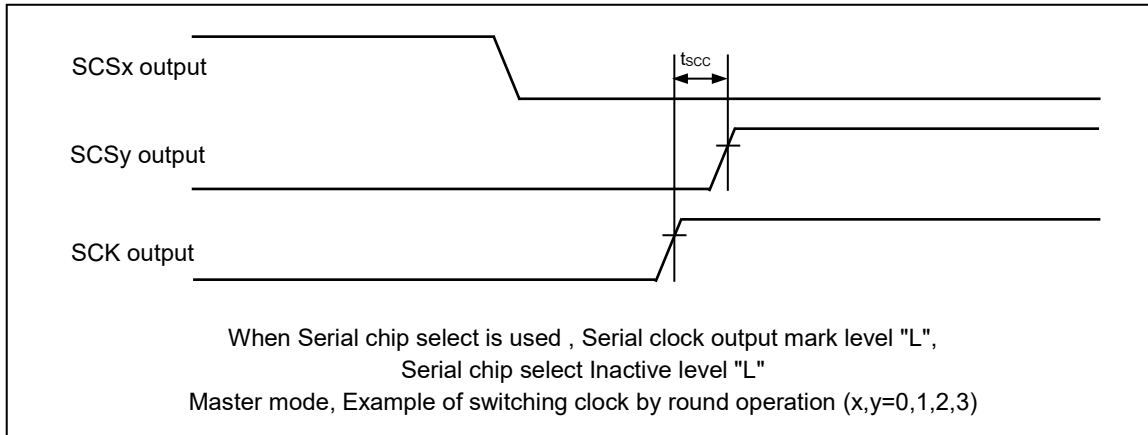 SCSx output
tSCC
SCSy output
SCK output
When Serial chip select is used , Serial clock output mark level "L",
Serial chip select Inactive level "L"
Master mode, Example of switching clock by round operation (x,y=0,1,2,3)